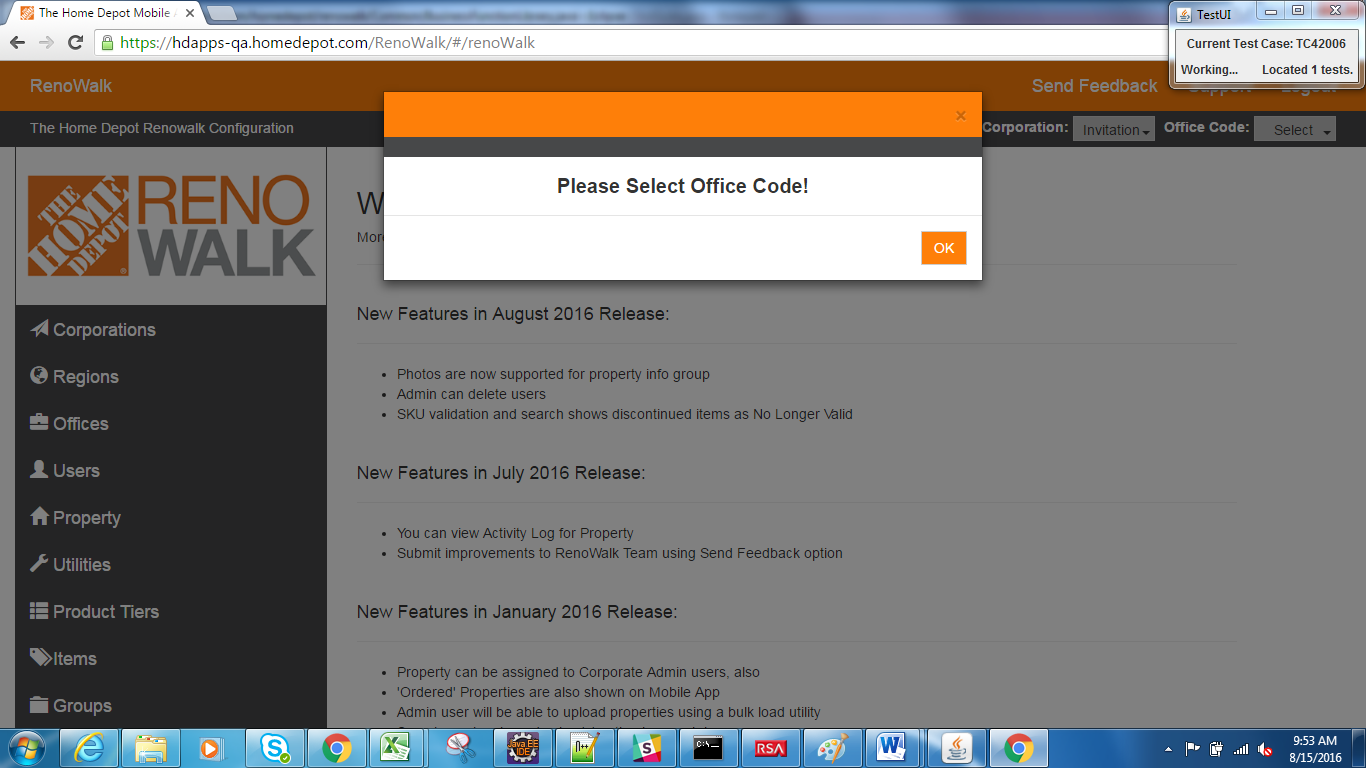 The Home Depot Mobile
https://hdapps-qa.homedepot.com/RenoWalk/#/renoWalk
TestUI
Current Test Case: TC42006
Working... Located 1 tests.
RenoWalk Send Feedback Support Logout
The Home Depot Renowalk Configuration Corporation: Invitation Office Code: Select
×
Please Select Office Code!
OK
THE HOME DEPOT
RENO WALK
Corporations
Regions
Offices
Users
Property
Utilities
Product Tiers
Items
Groups
New Features in August 2016 Release:
• Photos are now supported for property info group
• Admin can delete users
• SKU validation and search shows discontinued items as No Longer Valid
New Features in July 2016 Release:
• You can view Activity Log for Property
• Submit improvements to RenoWalk Team using Send Feedback option
New Features in January 2016 Release:
• Property can be assigned to Corporate Admin users, also
• 'Ordered' Properties are also shown on Mobile App
• Admin user will be able to upload properties using a bulk load utility
Java EE IDE
RSA
9:53 AM
8/15/2016